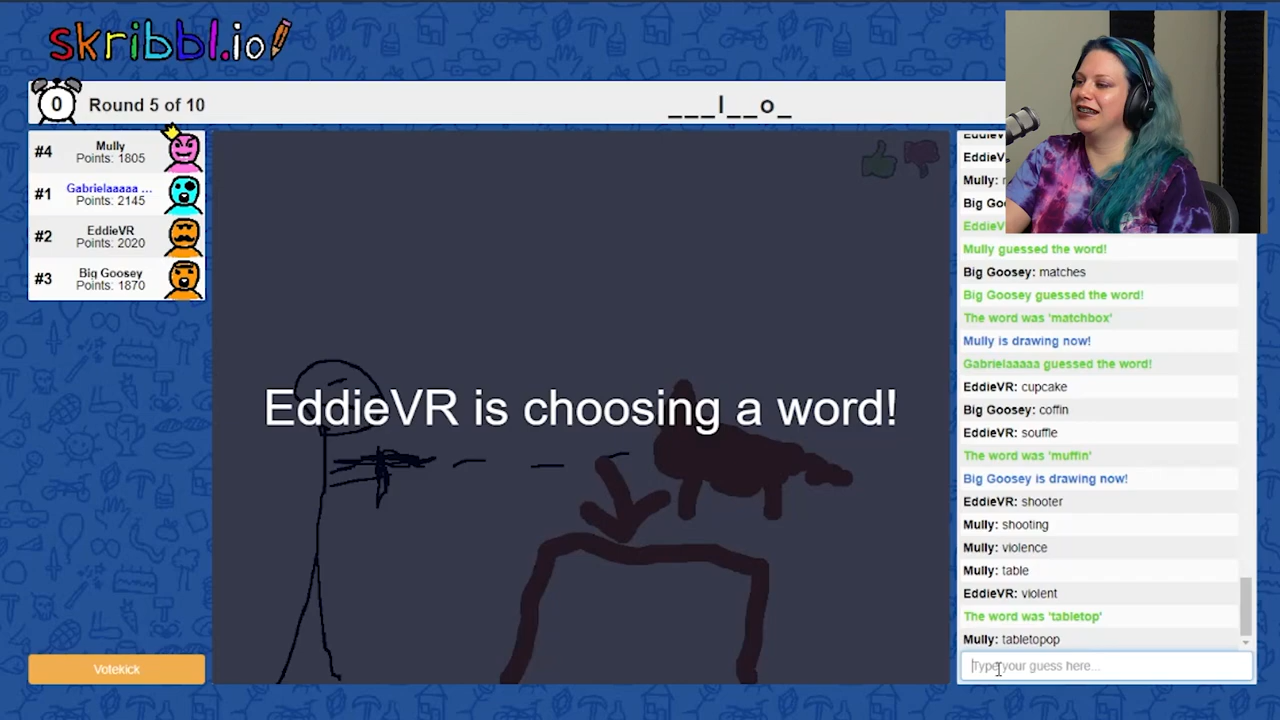 skribbl.io
0
Round 5 of 10
___l__o_
#4
Mully
Points: 1805
#1
Gabrielaaaaa ...
Points: 2145
#2
EddieVR
Points: 2020
#3
Big Goosey
Points: 1870
EddieVR is choosing a word!
Votekick
Mully guessed the word!
Big Goosey: matches
Big Goosey guessed the word!
The word was 'matchbox'
Mully is drawing now!
Gabrielaaaaa guessed the word!
EddieVR: cupcake
Big Goosey: coffin
EddieVR: souffle
The word was 'muffin'
Big Goosey is drawing now!
EddieVR: shooter
Mully: shooting
Mully: violence
Mully: table
EddieVR: violent
The word was 'tabletop'
Mully: tabletopop
Type your guess here...